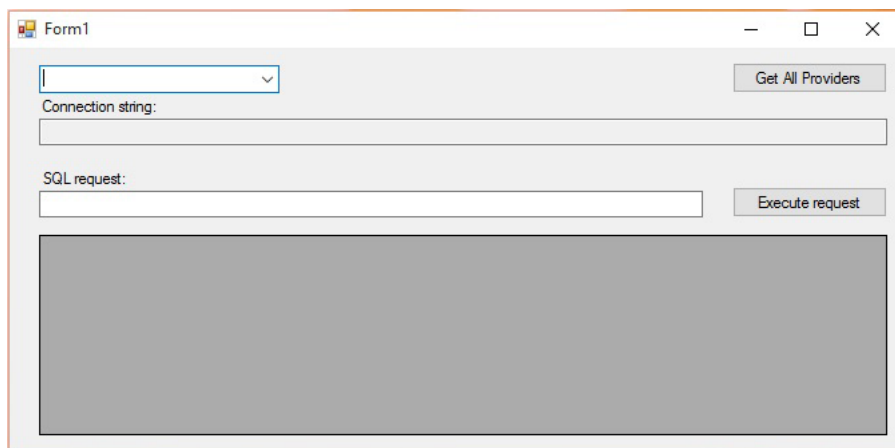 Form1
Get All Providers
Connection string:
SQL request:
Execute request